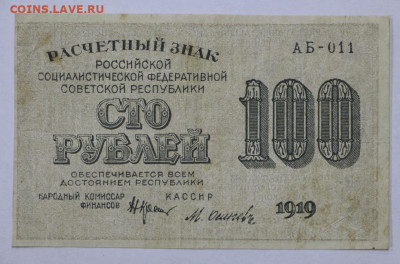 COINS.LAVE.RU
РАСЧЕТНЫЙ ЗНАК
РОССИЙСКОЙ
СОЦИАЛИСТИЧЕСКОЙ ФЕДЕРАТИВНОЙ
СОВЕТСКОЙ РЕСПУБЛИКИ
АБ-011
СТО
РУБЛЕЙ
100
ОБЕСПЕЧИВАЕТСЯ ВСЕМ
ДОСТОЯНИЕМ РЕСПУБЛИКИ
НАРОДНЫЙ КОМИССАР
ФИНАНСОВ
КАССИР
1919